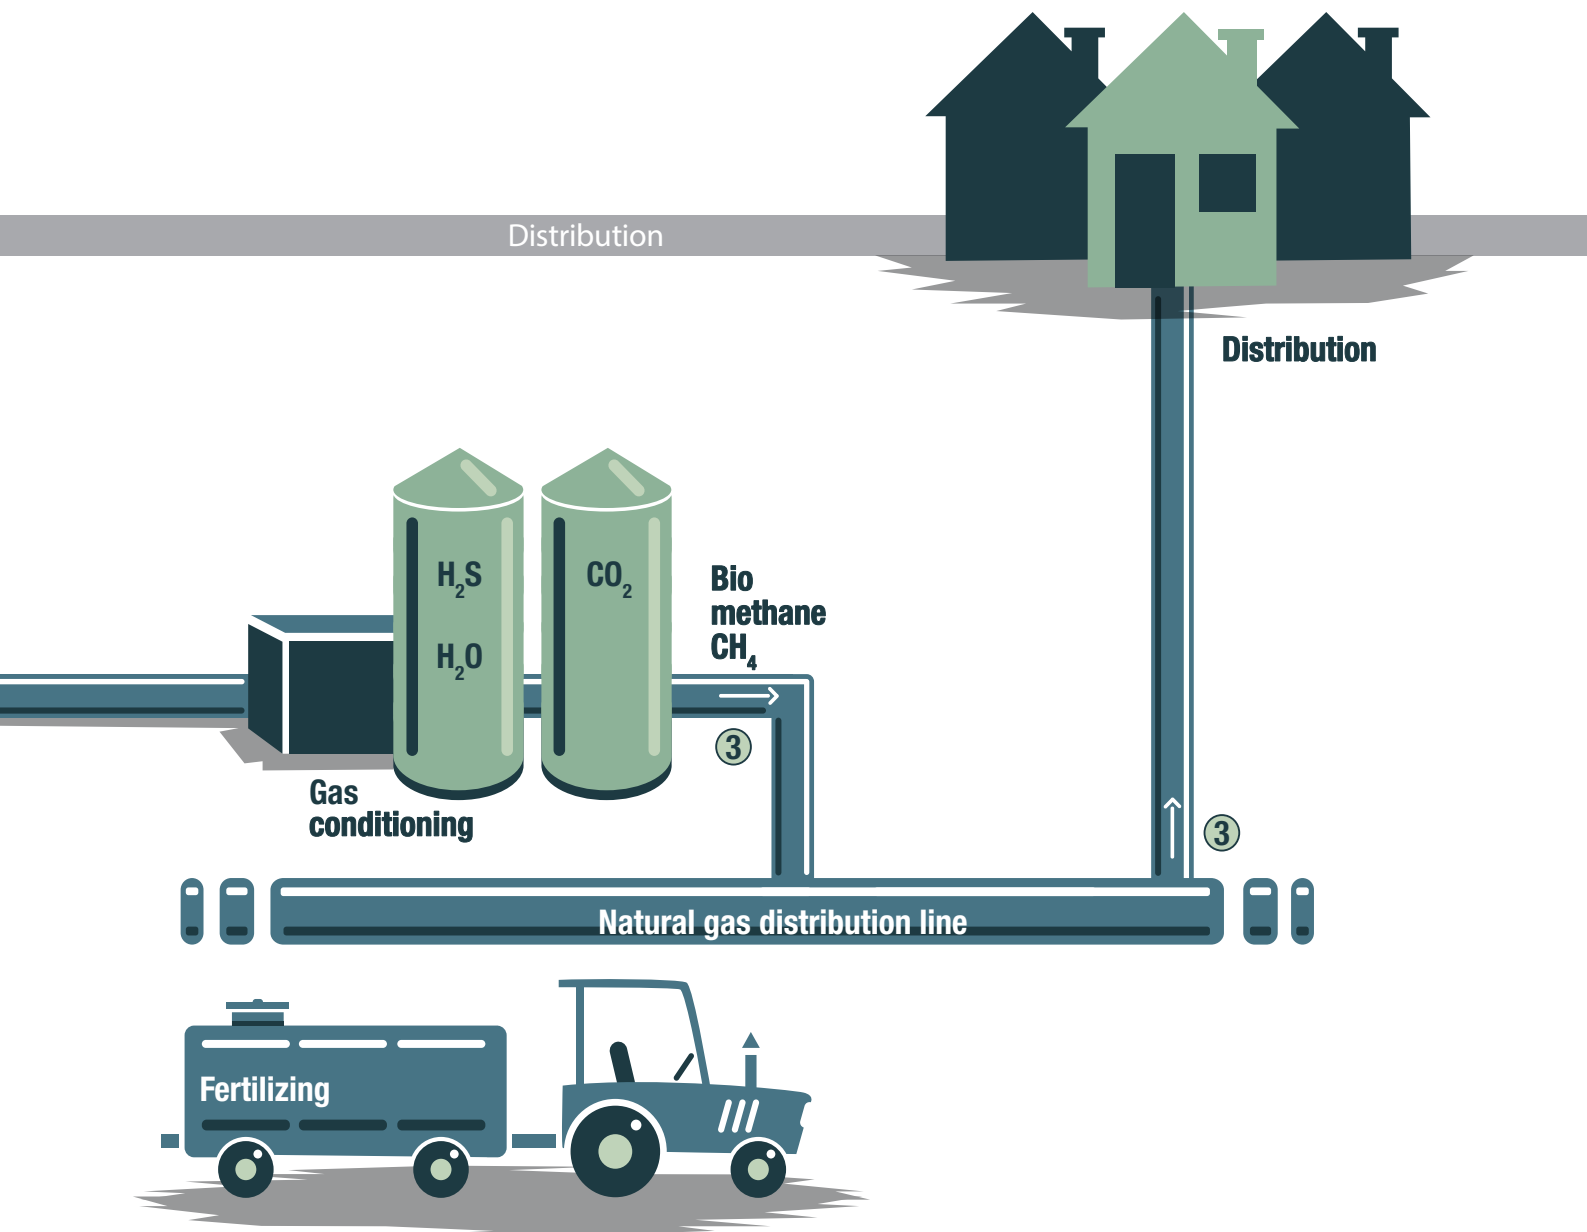 Distribution
Distribution
H₂S
H₂O
CO₂
Bio
methane
CH₄
3
Gas
conditioning
3
Natural gas distribution line
Fertilizing